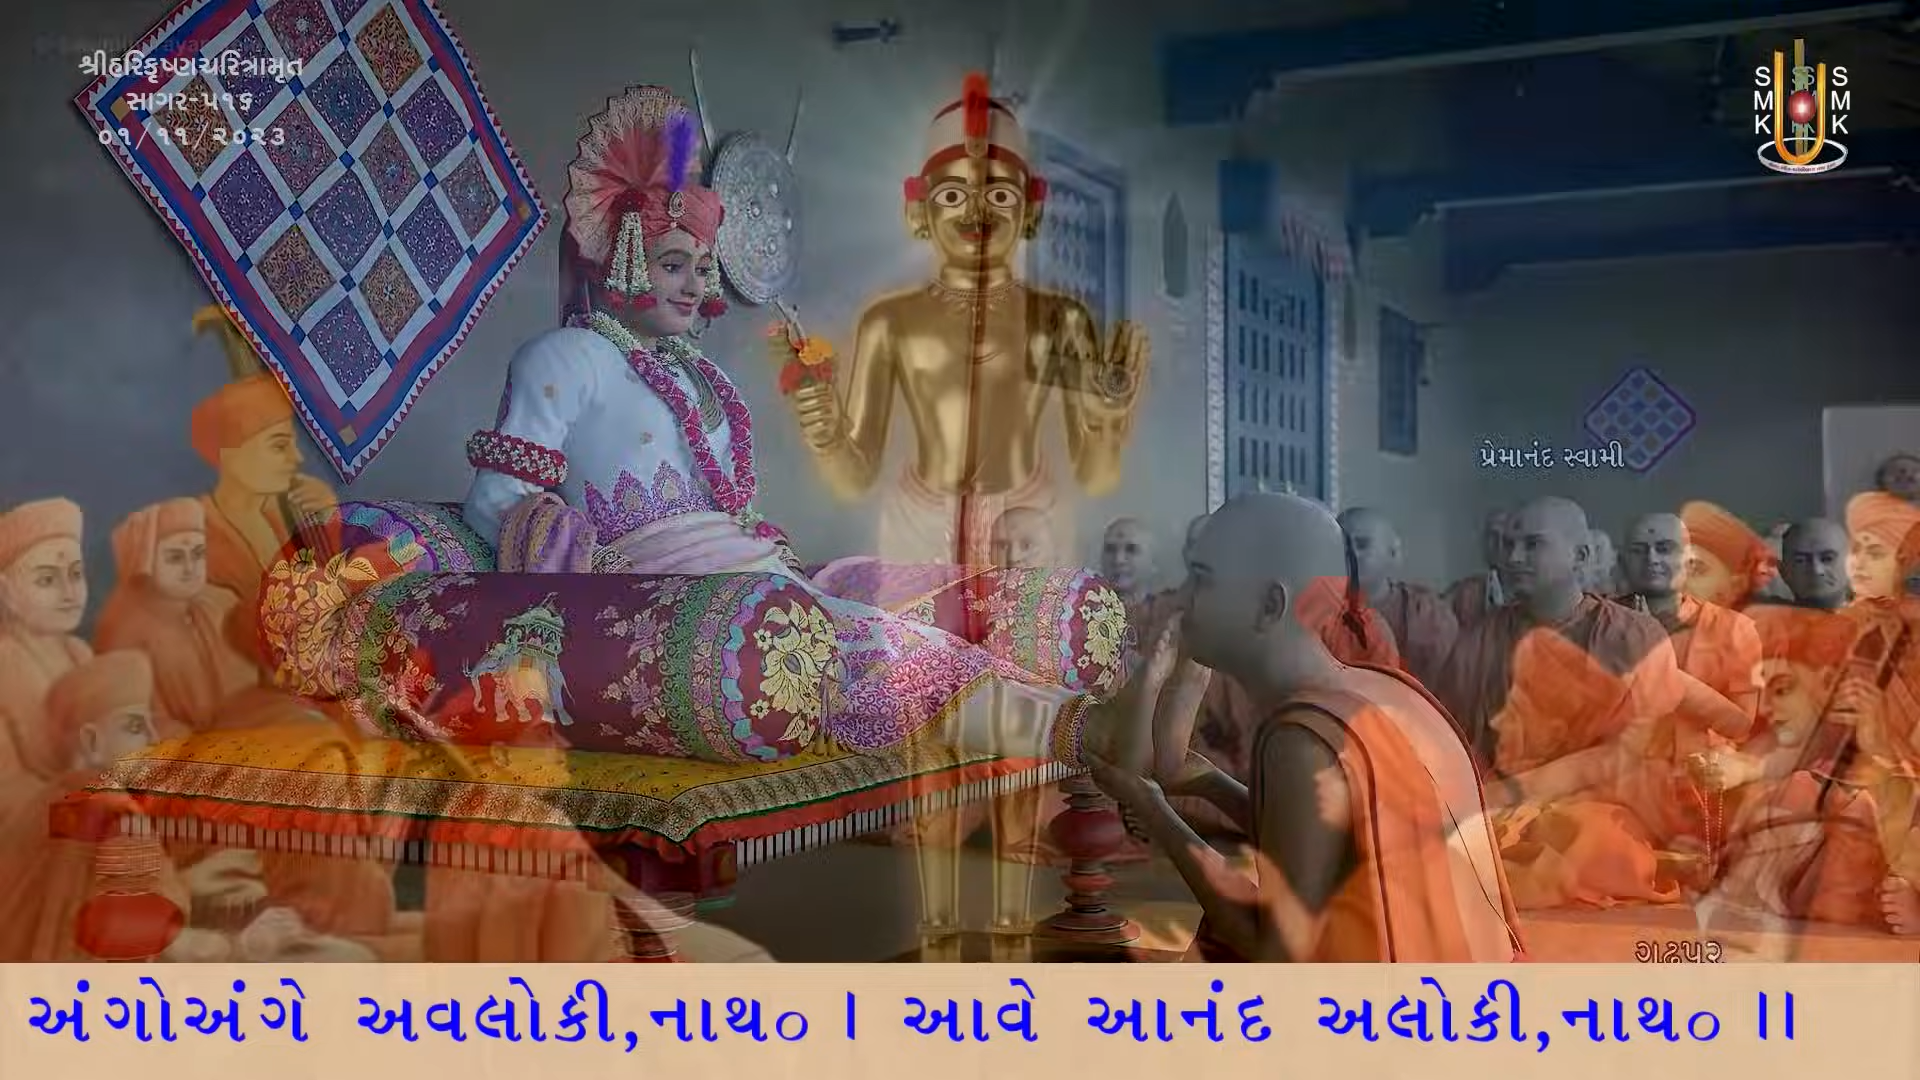 શ્રીહરિકૃષ્ણચરિત્રામૃત
સાગર-૫૧૬
૦૧/૧૧/૨૦૨૩
S S
M M
K K
પ્રેમાનંદ સ્વામી
ગઢપુર
અંગોઅંગે અવલોકી,નાથ૦ । આવે આનંદ અલોકી,નાથ૦ ।।